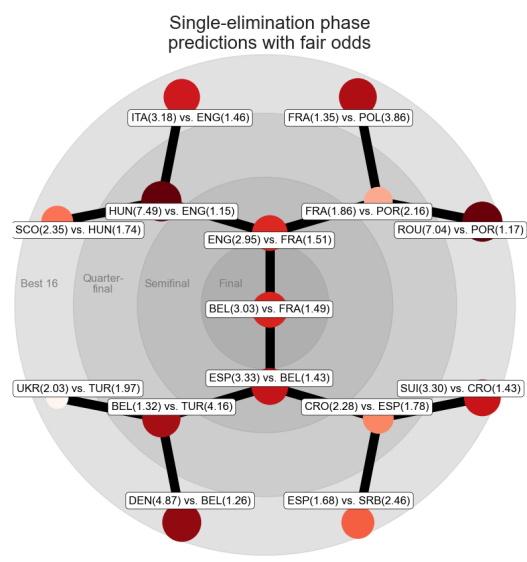 Single-elimination phase
predictions with fair odds
ITA(3.18) vs. ENG(1.46)
FRA(1.35) vs. POL(3.86)
HUN(7.49) vs. ENG(1.15)
FRA(1.86) vs. POR(2.16)
SCO(2.35) vs. HUN(1.74)
ROU(7.04) vs. POR(1.17)
ENG(2.95) vs. FRA(1.51)
Best 16
Quarter-
final
Semifinal
Final
BEL(3.03) vs. FRA(1.49)
ESP(3.33) vs. BEL(1.43)
UKR(2.03) vs. TUR(1.97)
SUI(3.30) vs. CRO(1.43)
BEL(1.32) vs. TUR(4.16)
CRO(2.28) vs. ESP(1.78)
DEN(4.87) vs. BEL(1.26)
ESP(1.68) vs. SRB(2.46)